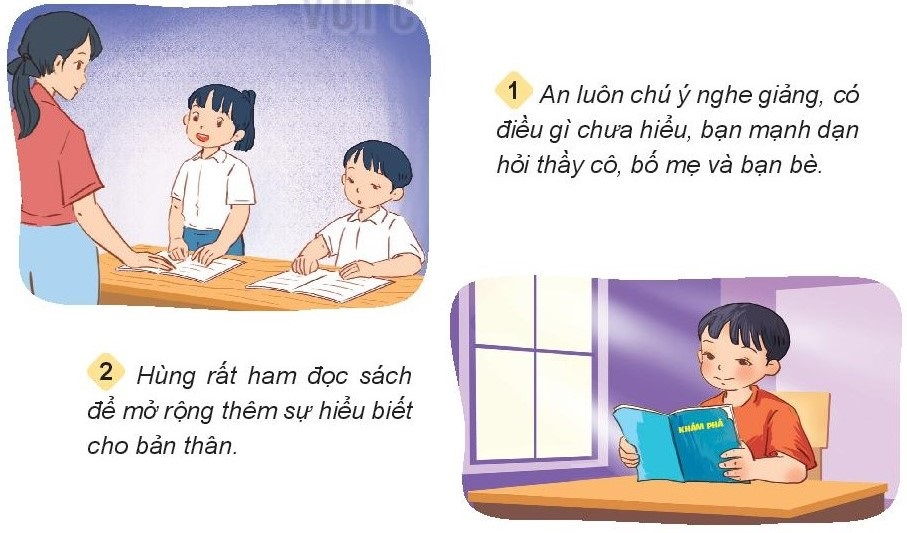 1 An luôn chú ý nghe giảng, có
điều gì chưa hiểu, bạn mạnh dạn
hỏi thầy cô, bố mẹ và bạn bè.
2 Hùng rất ham đọc sách
để mở rộng thêm sự hiểu biết
cho bản thân.
KHÁM PHÁ